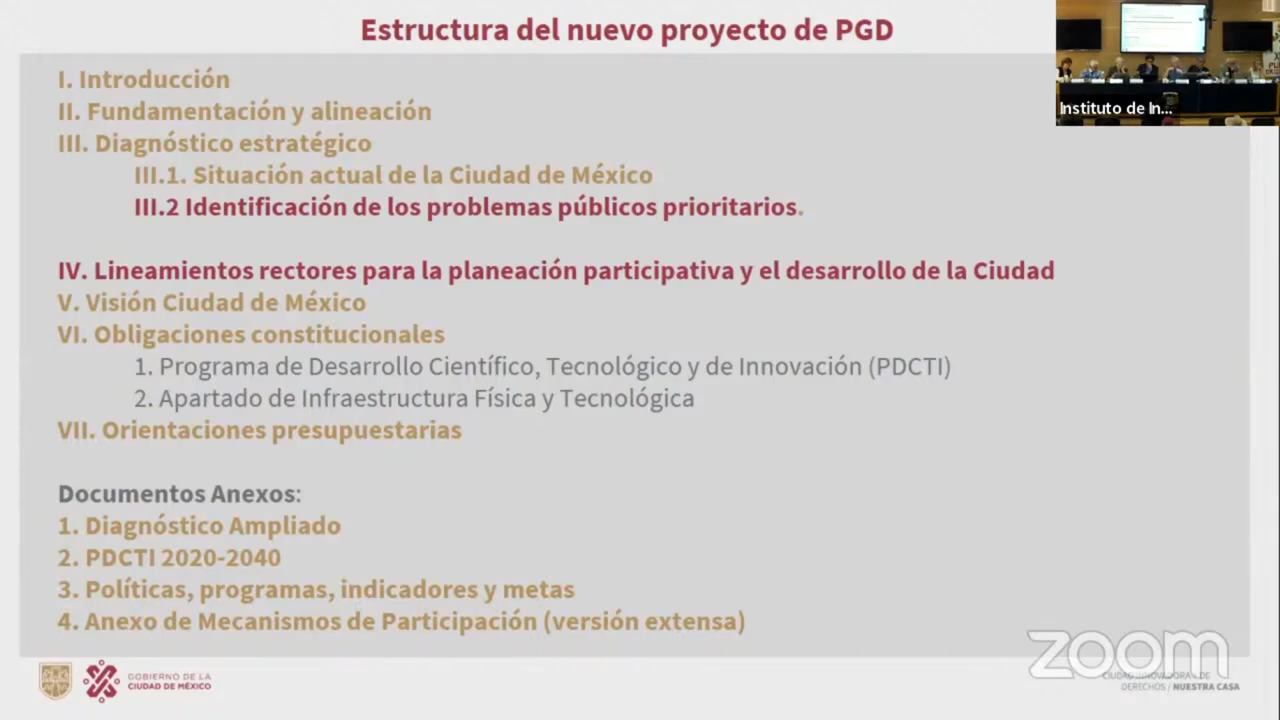 Estructura del nuevo proyecto de PGD
Instituto de In...
I. Introducción
II. Fundamentación y alineación
III. Diagnóstico estratégico
III.1. Situación actual de la Ciudad de México
III.2 Identificación de los problemas públicos prioritarios.
IV. Lineamientos rectores para la planeación participativa y el desarrollo de la Ciudad
V. Visión Ciudad de México
VI. Obligaciones constitucionales
1. Programa de Desarrollo Científico, Tecnológico y de Innovación (PDCTI)
2. Apartado de Infraestructura Física y Tecnológica
VII. Orientaciones presupuestarias
Documentos Anexos:
1. Diagnóstico Ampliado
2. PDCTI 2020-2040
3. Políticas, programas, indicadores y metas
4. Anexo de Mecanismos de Participación (versión extensa)
GOBIERNO DE LA
CIUDAD DE MÉXICO
zoom
CIUDAD INNOVADORA Y DE
DERECHOS / NUESTRA CASA